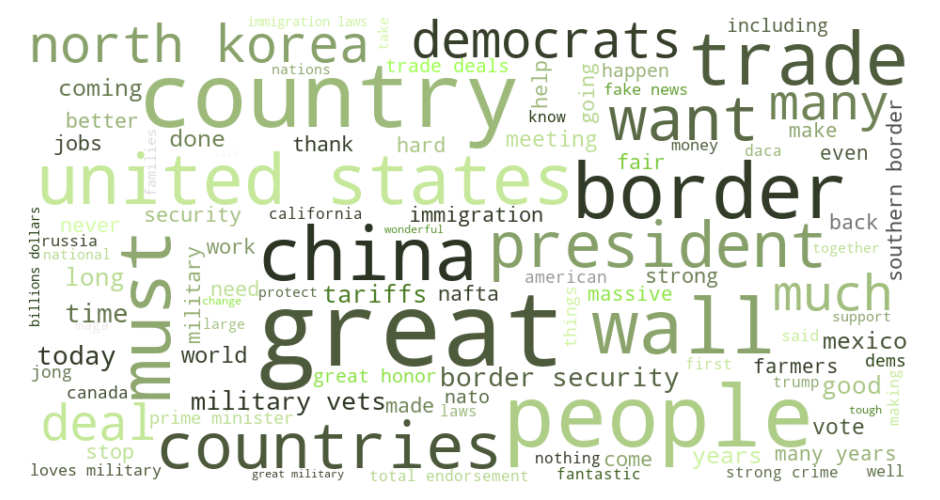 immigration laws
take
including
north korea
democrats
trade
trade deals
nations
coming
country
help
going
happen
fake news
many
better
know
want
make
jobs
done
thank
hard
meeting
money
daca
even
families
fair
southern border
united states
border
never
security
california
immigration
back
billions dollars
russia
wonderful
national
must
military
work
china
president
together
long
american
strong
need
protect
tariffs
nafta
things
massive
much
change
great
wall
time
maga
large
support
said
mexico
today
world
first
farmers
dems
jong
great honor
border security
trump
good
making
canada
military vets
made
nato
people
tough
deal
prime minister
laws
vote
countries
stop
nothing
come
years
many years
loves military
great military
total endorsement
fantastic
strong crime
well